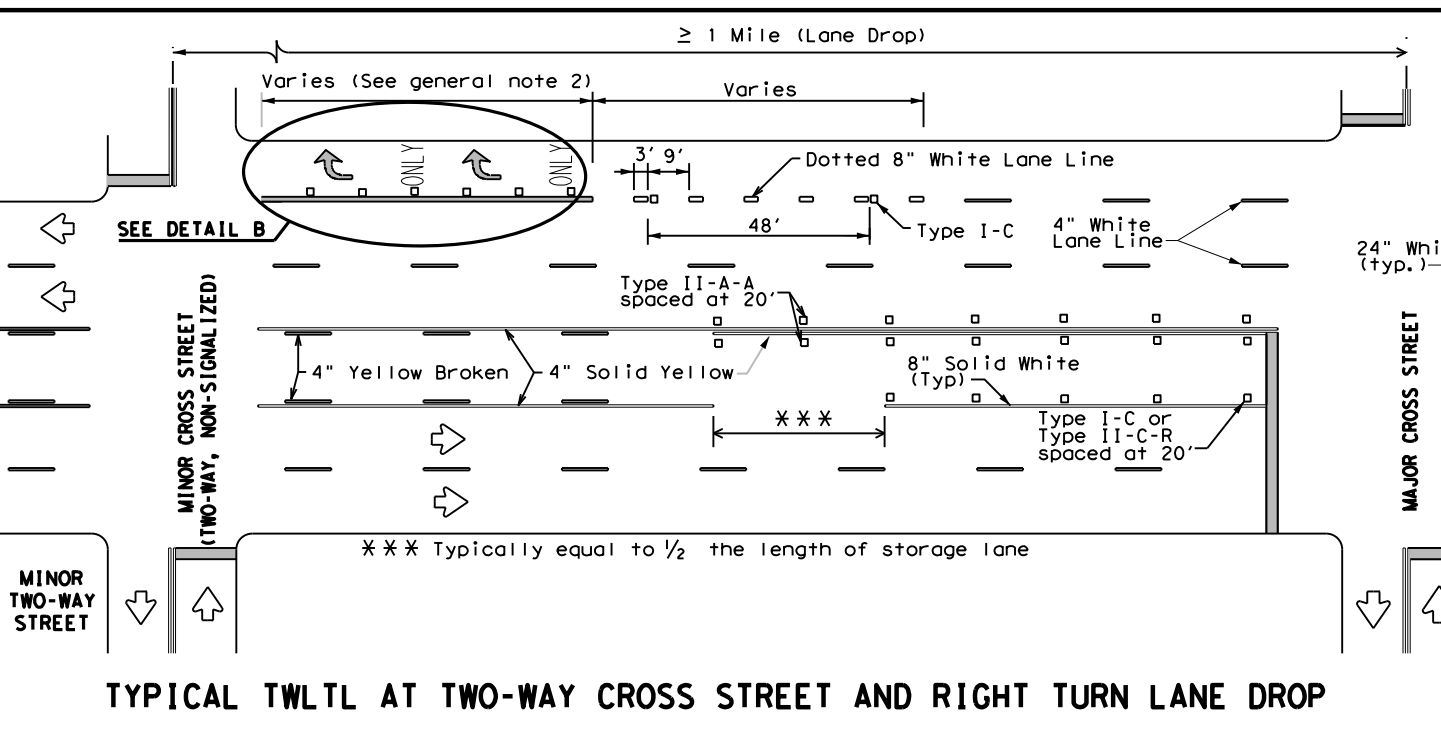 ≥ 1 Mile (Lane Drop)
Varies (See general note 2)
Varies
ONLY
ONLY
3' 9'
Dotted 8" White Lane Line
SEE DETAIL B
48'
Type I-C
4" White
Lane Line
24" Whi
(typ.)
Type II-A-A
spaced at 20'
MINOR CROSS STREET
(TWO-WAY, NON-SIGNALIZED)
4" Yellow Broken
4" Solid Yellow
8" Solid White
(Typ)
***
Type I-C or
Type II-C-R
spaced at 20'
MAJOR CROSS STREET
*** Typically equal to ½ the length of storage lane
MINOR
TWO-WAY
STREET
TYPICAL TWLTL AT TWO-WAY CROSS STREET AND RIGHT TURN LANE DROP